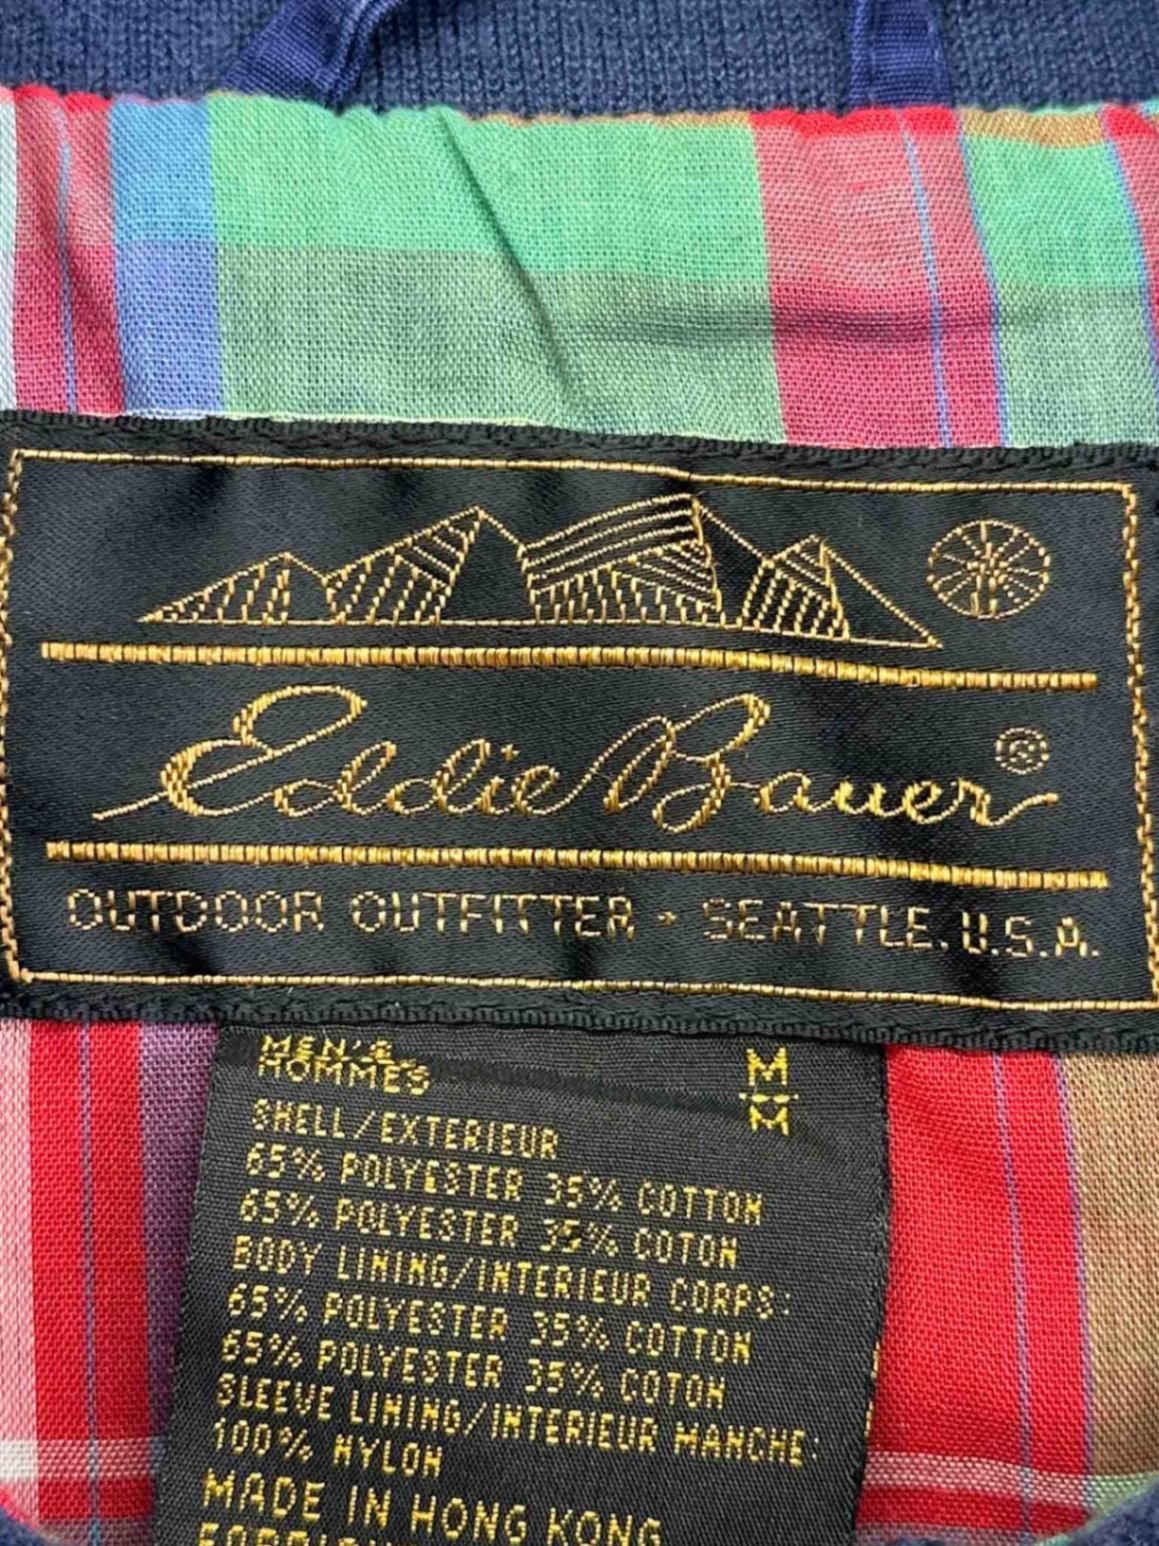 Eddie Bauer®
OUTDOOR OUTFITTER • SEATTLE, U.S.A.
MEN'S M
HOMMES M
SHELL/EXTERIEUR
65% POLYESTER 35% COTTON
65% POLYESTER 35% COTON
BODY LINING/INTERIEUR CORPS:
65% POLYESTER 35% COTTON
65% POLYESTER 35% COTON
SLEEVE LINING/INTERIEUR MANCHE:
100% NYLON
MADE IN HONG KONG